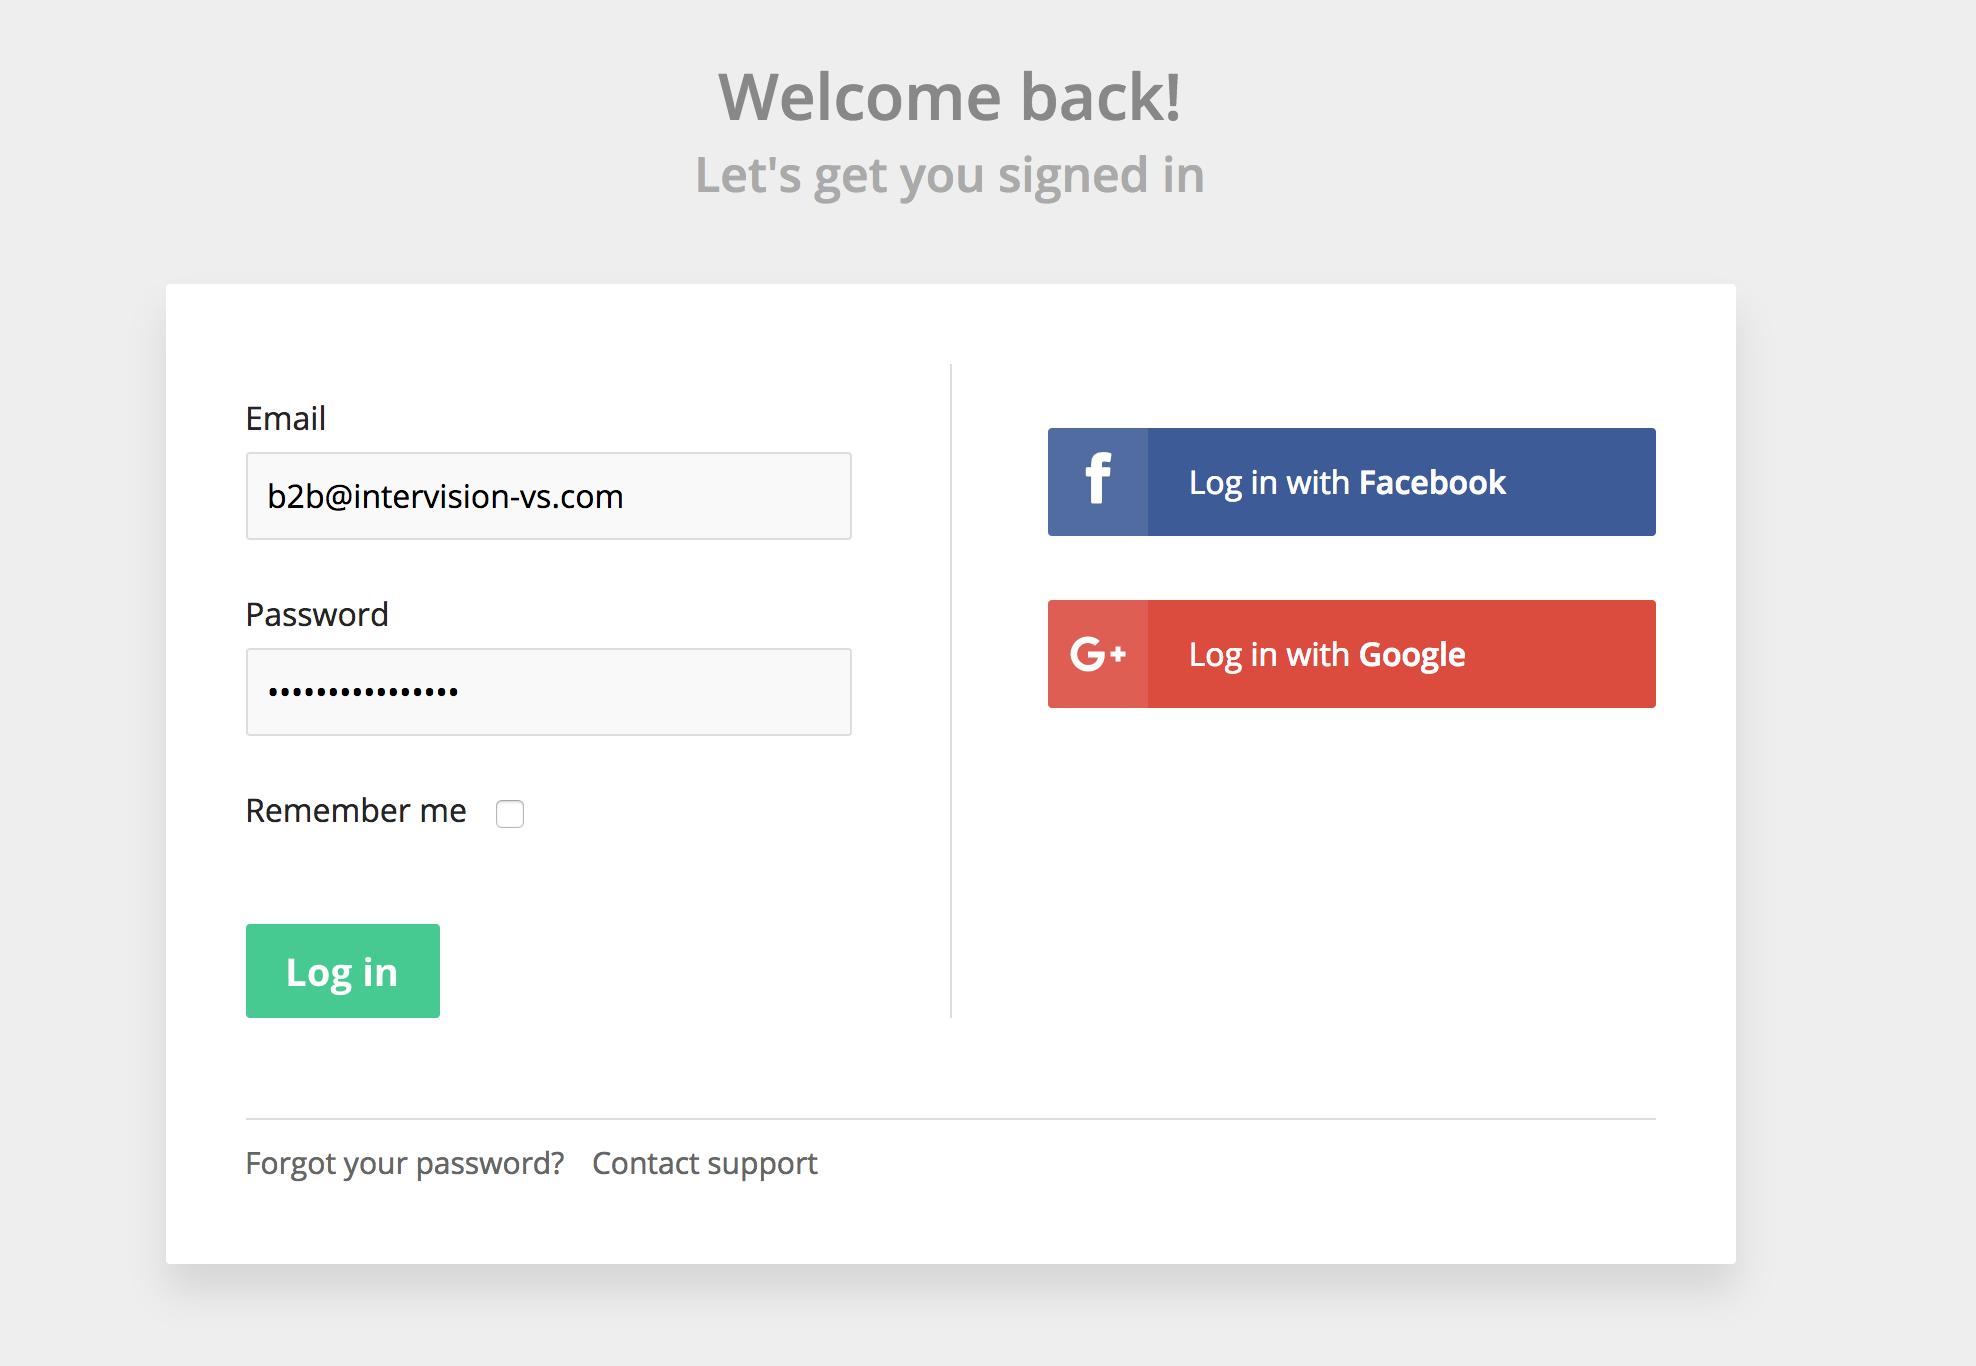 Welcome back!
Let's get you signed in
Email
b2b@intervision-vs.com
Password
••••••••••••••••
Remember me
Log in
f
Log in with Facebook
G+
Log in with Google
Forgot your password? Contact support